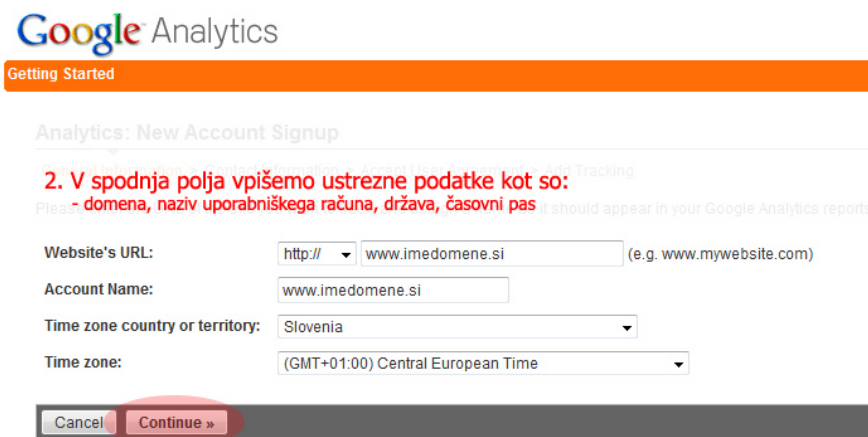 Google Analytics
Getting Started
Analytics: New Account Signup
2. V spodnja polja vpišemo ustrezne podatke kot so:
- domena, naziv uporabniškega računa, država, časovni pas
Tracking
it should appear in your Google Analytics reports
Website's URL: http:// www.imedomene.si (e.g. www.mywebsite.com)
Account Name: www.imedomene.si
Time zone country or territory: Slovenia
Time zone: (GMT+01:00) Central European Time
Cancel Continue »